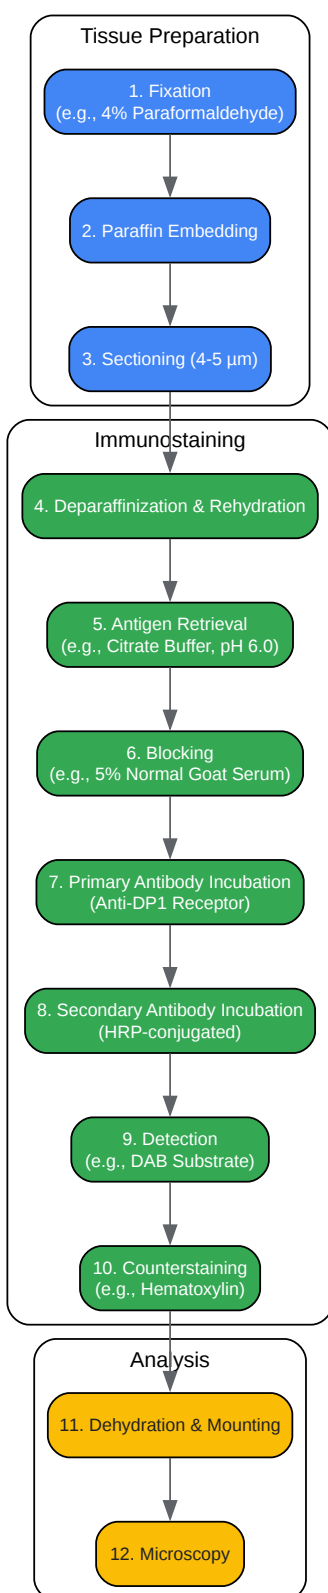 Tissue Preparation
1. Fixation
(e.g., 4% Paraformaldehyde)
2. Paraffin Embedding
3. Sectioning (4-5 µm)
Immunostaining
4. Deparaffinization & Rehydration
5. Antigen Retrieval
(e.g., Citrate Buffer, pH 6.0)
6. Blocking
(e.g., 5% Normal Goat Serum)
7. Primary Antibody Incubation
(Anti-DP1 Receptor)
8. Secondary Antibody Incubation
(HRP-conjugated)
9. Detection
(e.g., DAB Substrate)
10. Counterstaining
(e.g., Hematoxylin)
Analysis
11. Dehydration & Mounting
12. Microscopy